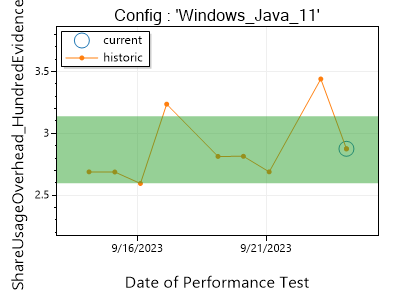 Config : 'Windows_Java_11'
current
historic
ShareUsageOverhead_HundredEvidence
3.5
3
2.5
9/16/2023
9/21/2023
Date of Performance Test